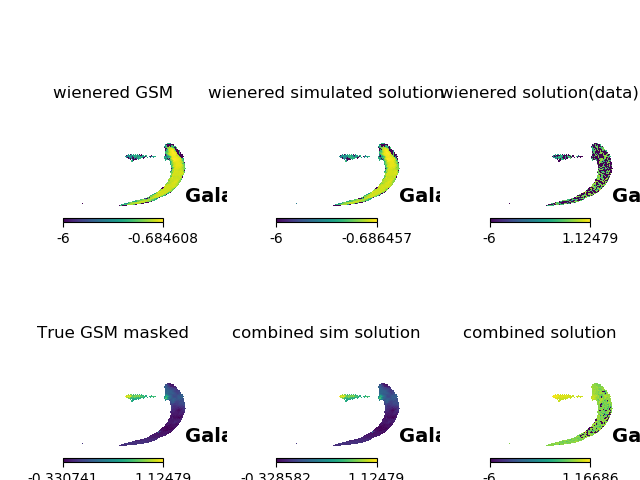 wienered GSM
wienered simulated solution
wienered solution(data)
Gala
Gala
Ga
-6
-0.684608
-6
-0.686457
-6
1.12479
True GSM masked
combined sim solution
combined solution
Gala
Gala
Ga
-0.330741
1.12479
-0.328582
1.12479
-6
1.16686